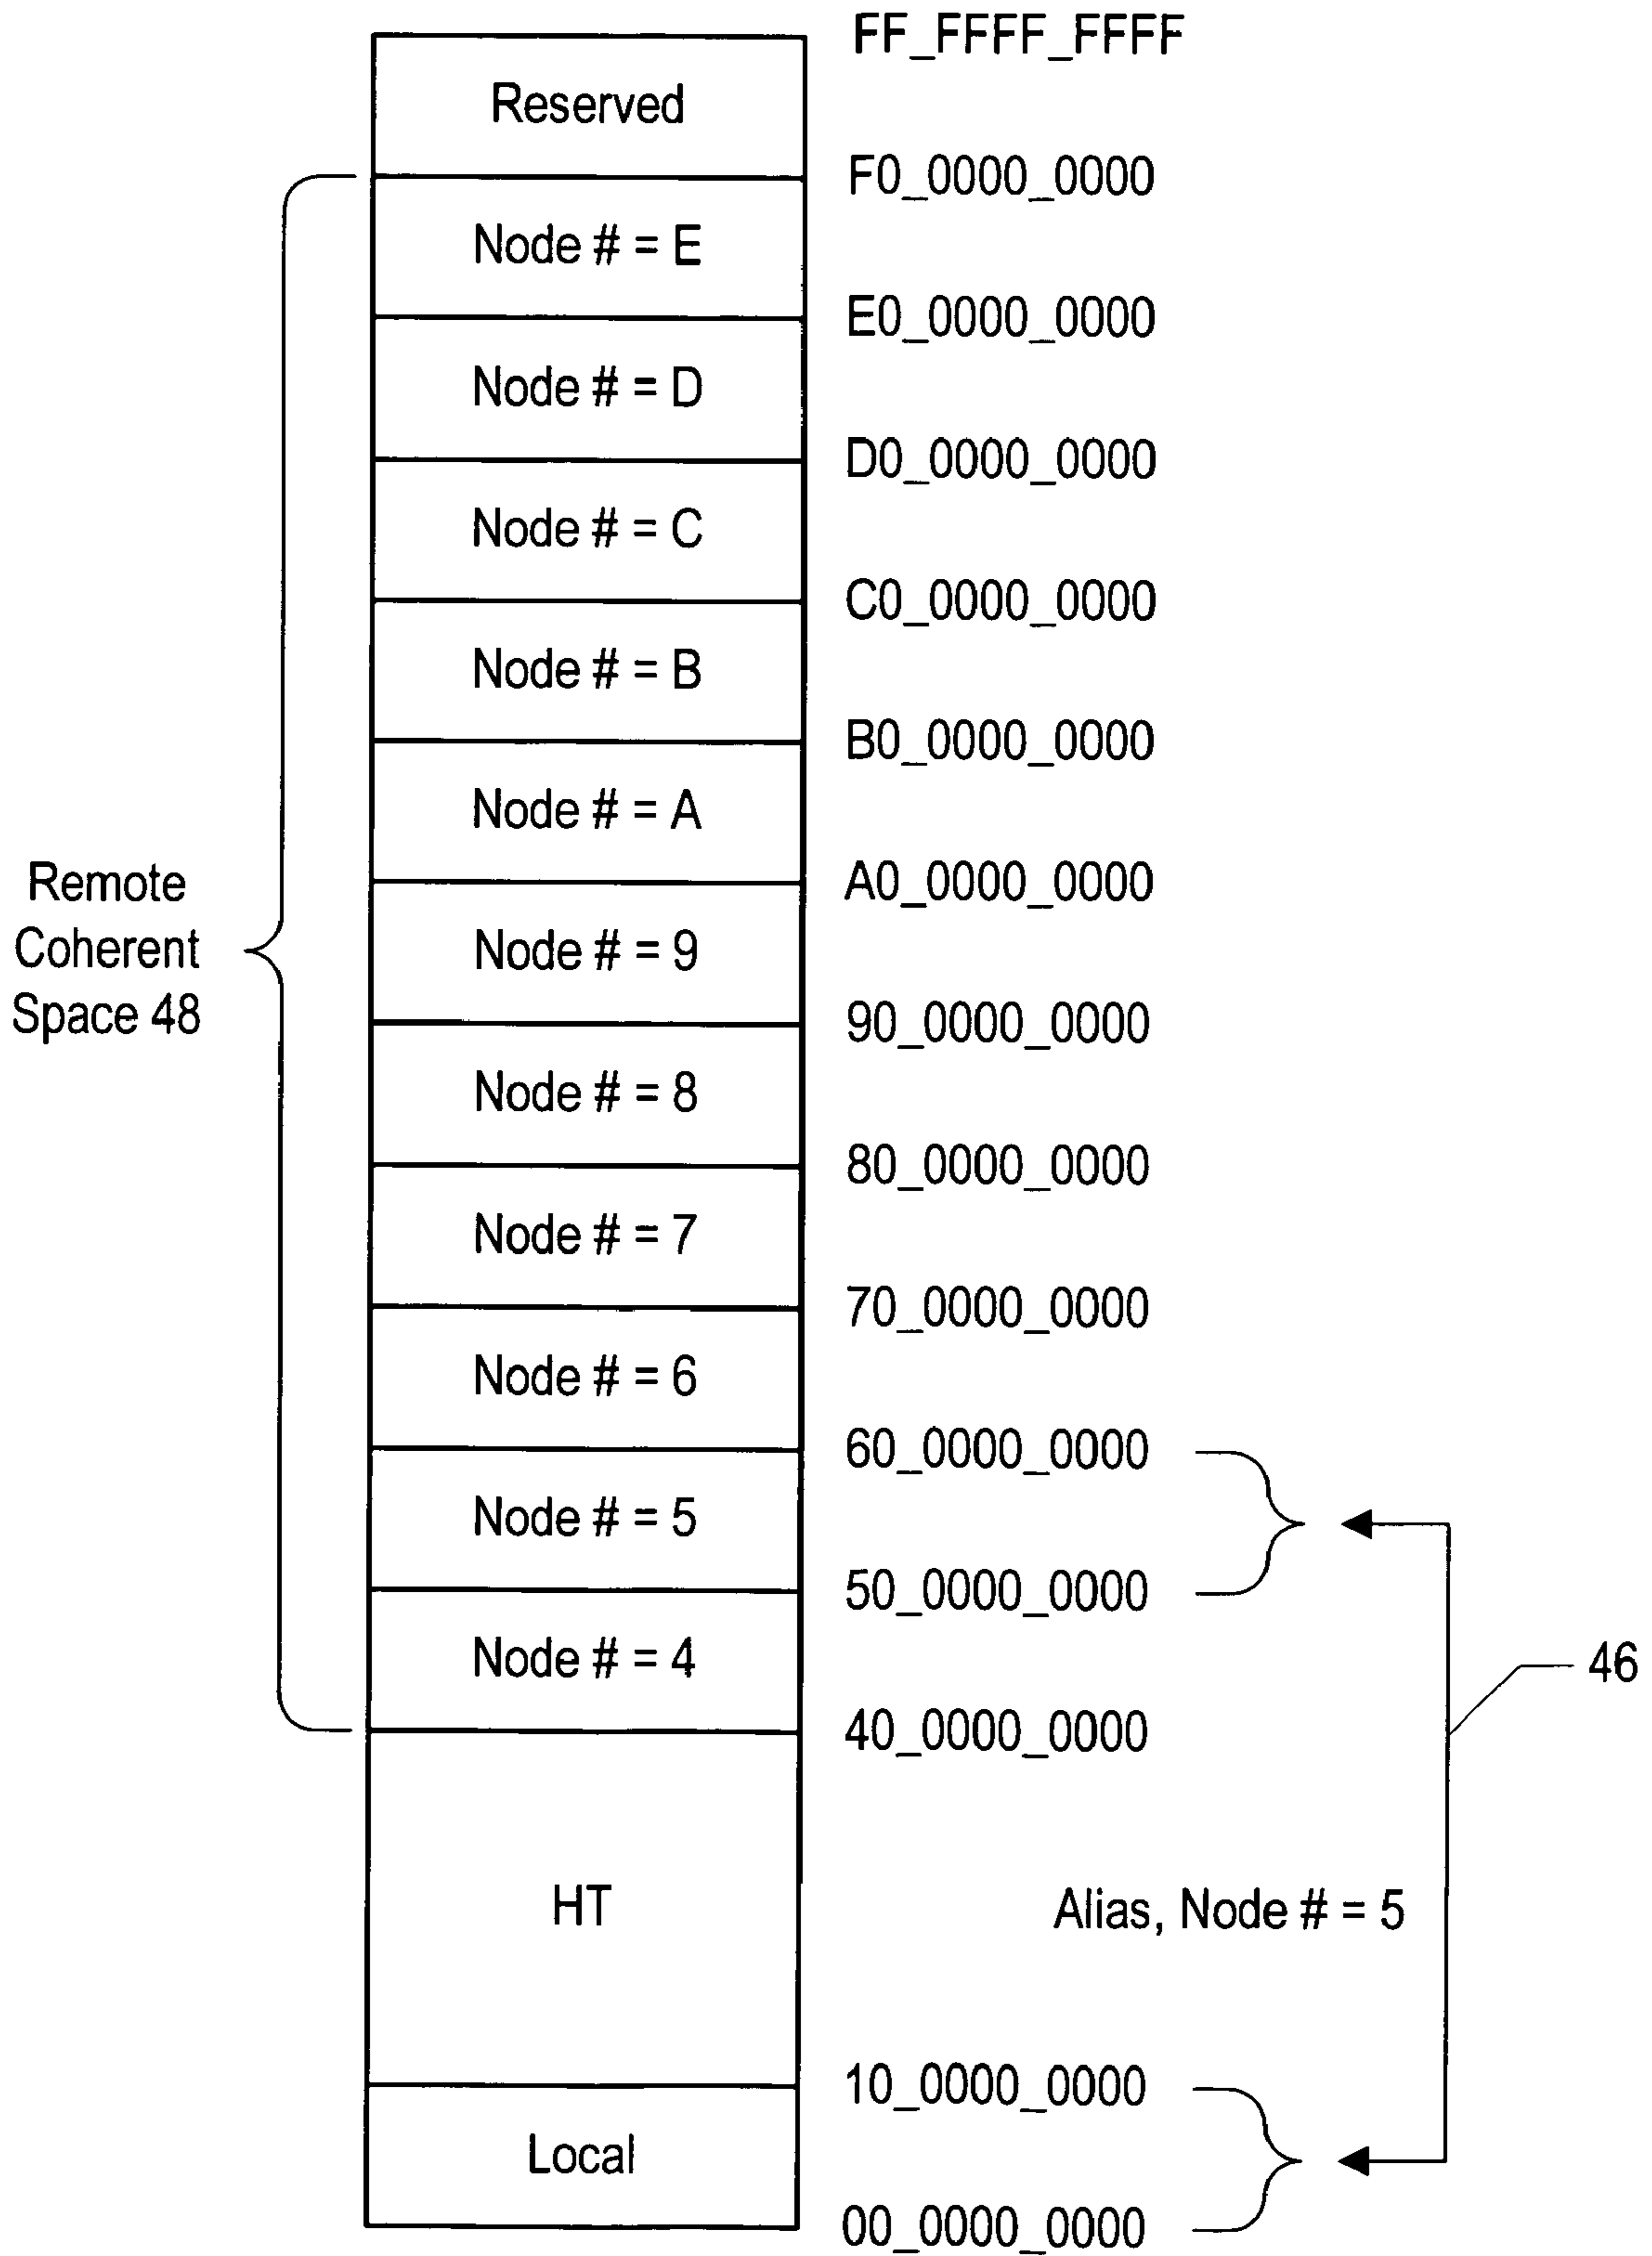 FF_FFFF_FFFF
Reserved
F0_0000_0000
Node # = E
E0_0000_0000
Node # = D
D0_0000_0000
Node # = C
C0_0000_0000
Node # = B
B0_0000_0000
Node # = A
A0_0000_0000
Remote
Coherent
Space 48
Node # = 9
90_0000_0000
Node # = 8
80_0000_0000
Node # = 7
70_0000_0000
Node # = 6
60_0000_0000
Node # = 5
50_0000_0000
Node # = 4
46
40_0000_0000
HT
Alias, Node # = 5
10_0000_0000
Local
00_0000_0000